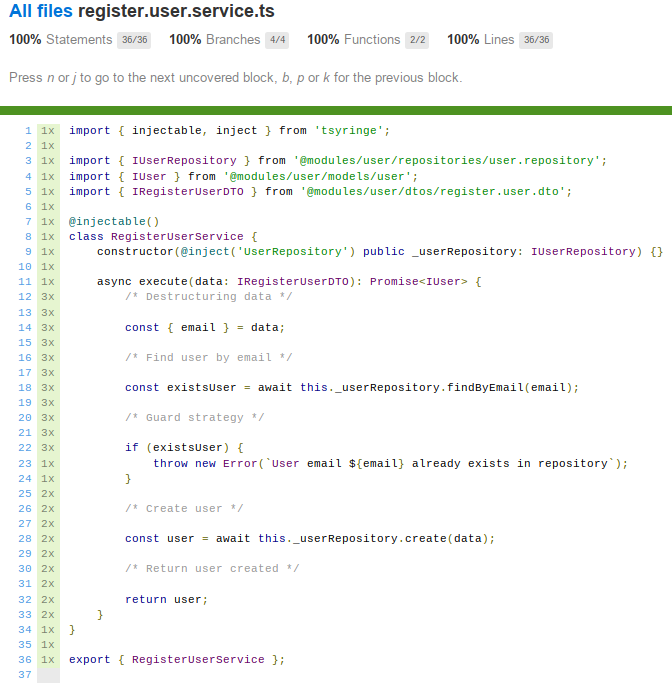 All files register.user.service.ts
100% Statements 36/36 100% Branches 4/4 100% Functions 2/2 100% Lines 36/36
Press n or j to go to the next uncovered block, b, p or k for the previous block.
1 1x import { injectable, inject } from 'tsyringe';
2 1x
3 1x import { IUserRepository } from '@modules/user/repositories/user.repository';
4 1x import { IUser } from '@modules/user/models/user';
5 1x import { IRegisterUserDTO } from '@modules/user/dtos/register.user.dto';
6 1x
7 1x @injectable()
8 1x class RegisterUserService {
9 1x     constructor(@inject('UserRepository') public _userRepository: IUserRepository) {}
10 1x
11 1x     async execute(data: IRegisterUserDTO): Promise<IUser> {
12 3x         /* Destructuring data */
13 3x
14 3x         const { email } = data;
15 3x
16 3x         /* Find user by email */
17 3x
18 3x         const existsUser = await this._userRepository.findByEmail(email);
19 3x
20 3x         /* Guard strategy */
21 3x
22 3x         if (existsUser) {
23 1x             throw new Error(`User email ${email} already exists in repository`);
24 1x         }
25 2x
26 2x         /* Create user */
27 2x
28 2x         const user = await this._userRepository.create(data);
29 2x
30 2x         /* Return user created */
31 2x
32 2x         return user;
33 2x     }
34 1x }
35 1x
36 1x export { RegisterUserService };
37